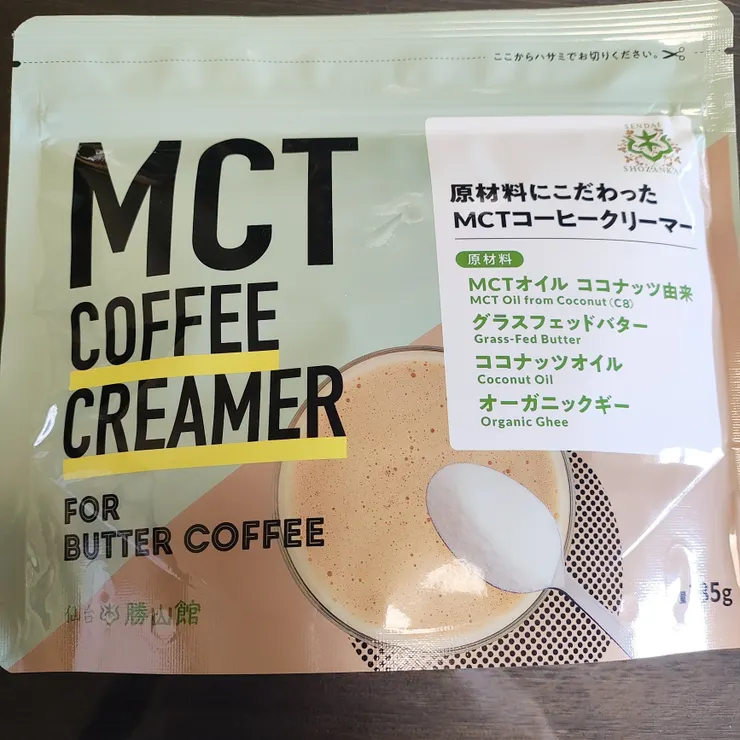 ここからハサミでお切りください。
MCT
COFFEE
CREAMER
FOR
BUTTER COFFEE
仙台 勝山館
SENDAI
SHOZANKAN
原材料にこだわった
MCTコーヒークリーマー
原材料
MCTオイル ココナッツ由来
MCT Oil from Coconut (C8)
グラスフェッドバター
Grass-Fed Butter
ココナッツオイル
Coconut Oil
オーガニックギー
Organic Ghee